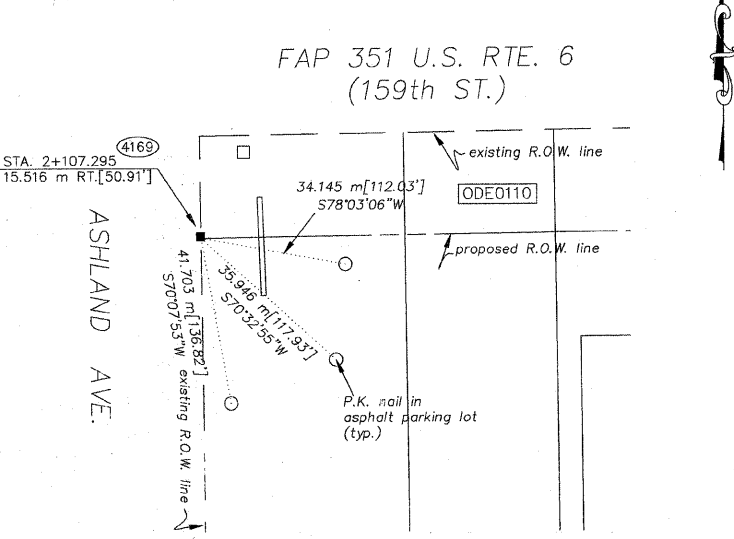 FAP 351 U.S. RTE. 6
(159th ST.)
4169
STA. 2+107.295
15.516 m RT.[50.91']
existing R.O.W. line
34.145 m[112.03']
S78°03'06"W
ODE0110
proposed R.O.W. line
ASHLAND AVE.
41.703 m[136.82']
S70°07'53"W existing R.O.W. line
35.946 m[117.93']
S70°32'55"W
P.K. nail in
asphalt parking lot
(typ.)